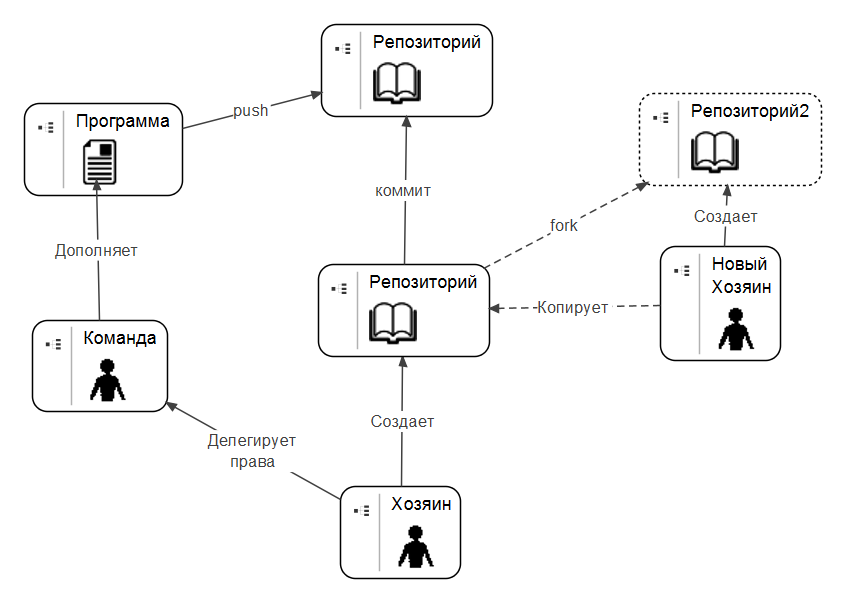 Репозиторий
Программа
push
Репозиторий2
коммит
Создает
fork
Дополняет
Репозиторий
Новый
Хозяин
Копирует
Команда
Создает
Делегирует
права
Хозяин